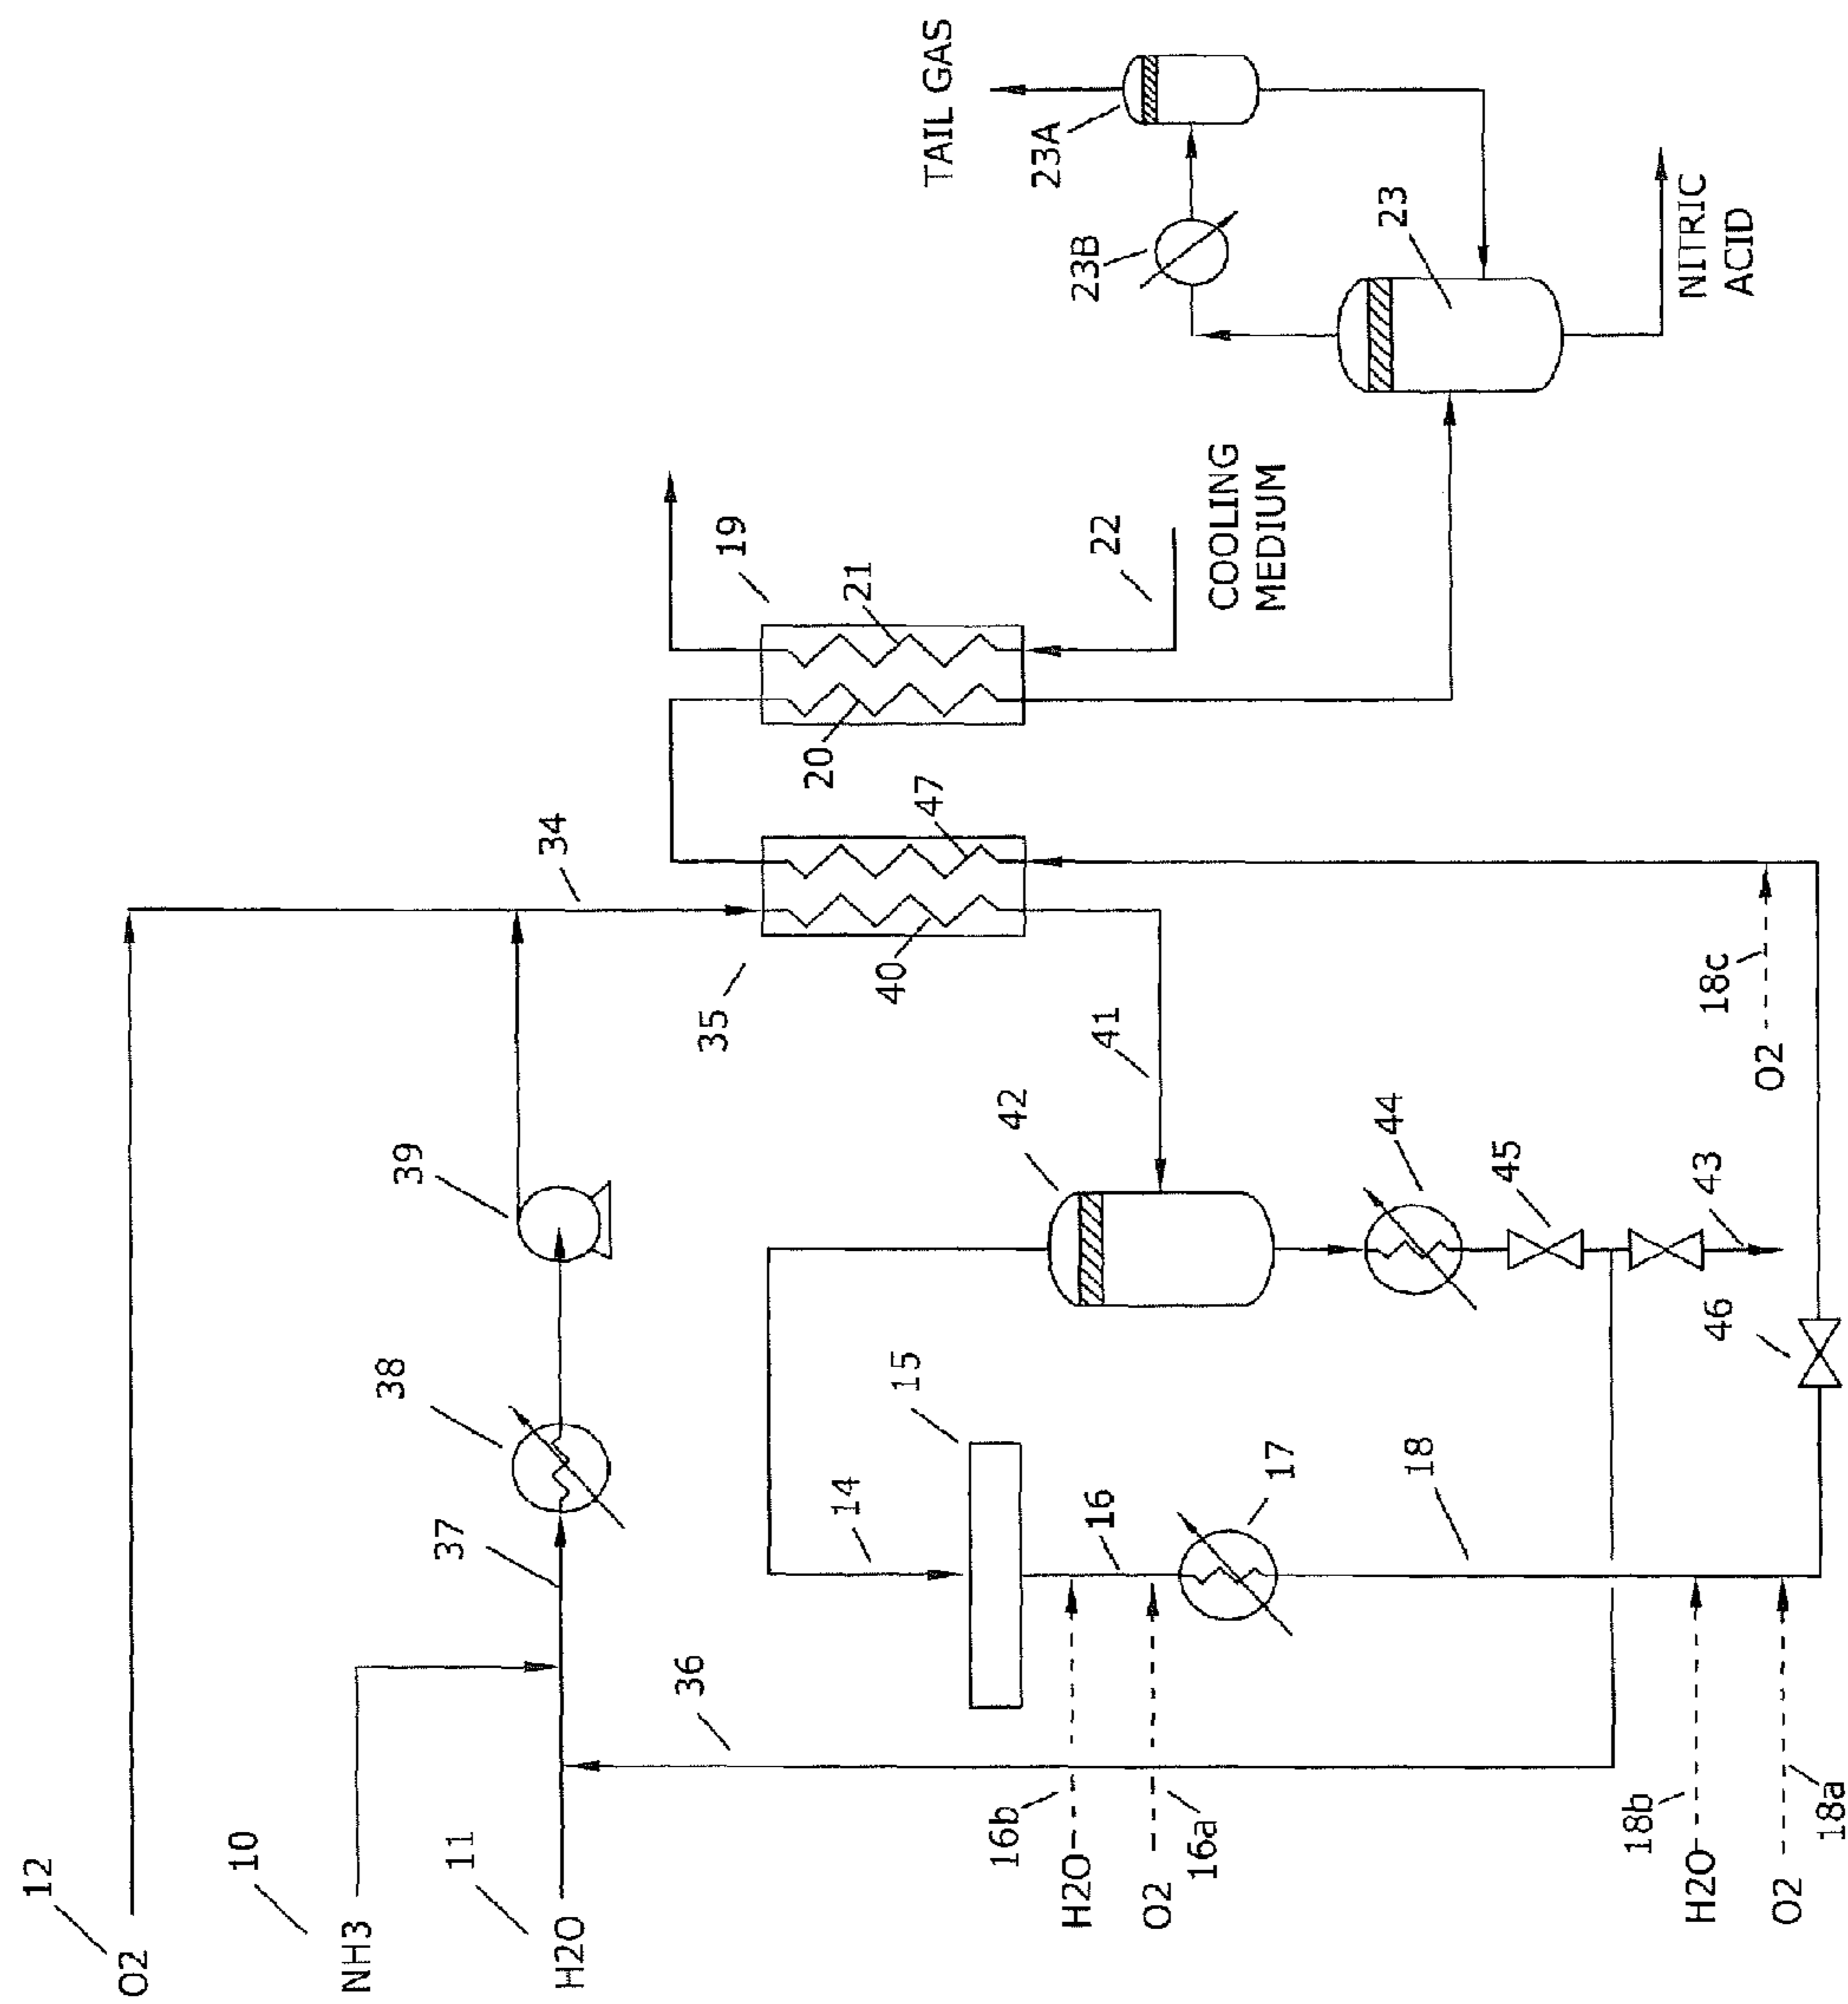 12
O2
10
NH3
11
H2O
37
38
39
34
36
35
40
47
41
19
20
21
22
COOLING
MEDIUM
42
44
45
43
46
14
15
16
17
18
16b
H2O
O2
16a
18b
H2O
O2
18a
O2
18c
TAIL GAS
23A
23B
23
NITRIC
ACID